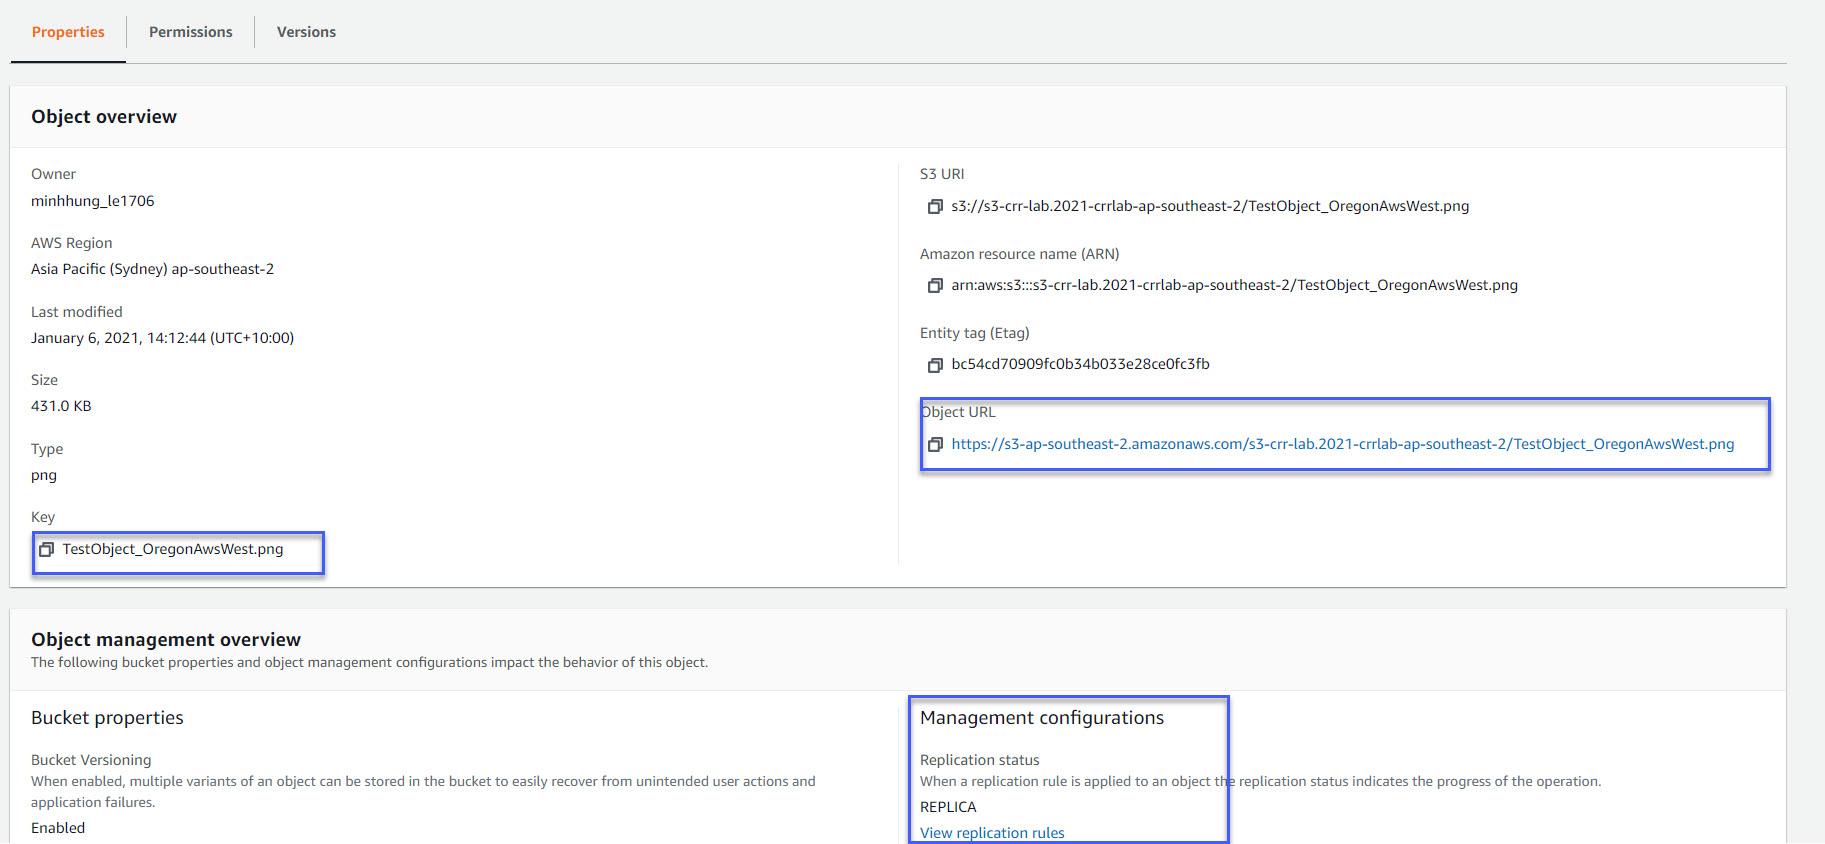 Properties
Permissions
Versions
Object overview
Owner
minhhung_le1706
AWS Region
Asia Pacific (Sydney) ap-southeast-2
Last modified
January 6, 2021, 14:12:44 (UTC+10:00)
Size
431.0 KB
Type
png
Key
TestObject_OregonAwsWest.png
S3 URI
s3://s3-crr-lab.2021-crrlab-ap-southeast-2/TestObject_OregonAwsWest.png
Amazon resource name (ARN)
arn:aws:s3:::s3-crr-lab.2021-crrlab-ap-southeast-2/TestObject_OregonAwsWest.png
Entity tag (Etag)
bc54cd70909fc0b34b033e28ce0fc3fb
Object URL
https://s3-ap-southeast-2.amazonaws.com/s3-crr-lab.2021-crrlab-ap-southeast-2/TestObject_OregonAwsWest.png
Object management overview
The following bucket properties and object management configurations impact the behavior of this object.
Bucket properties
Bucket Versioning
When enabled, multiple variants of an object can be stored in the bucket to easily recover from unintended user actions and
application failures.
Enabled
Management configurations
Replication status
When a replication rule is applied to an object the replication status indicates the progress of the operation.
REPLICA
View replication rules